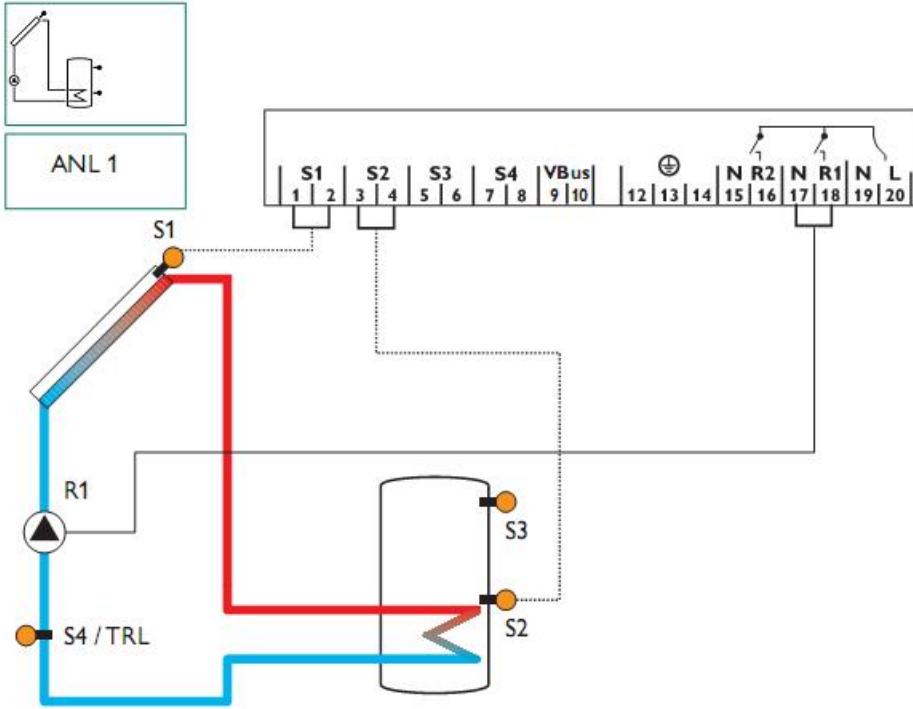 ANL 1
S1 S2 S3 S4 VBus N R2 N R1 N L
1 2 3 4 5 6 7 8 9 10 12 13 14 15 16 17 18 19 20
S1
R1
S3
S2
S4 / TRL